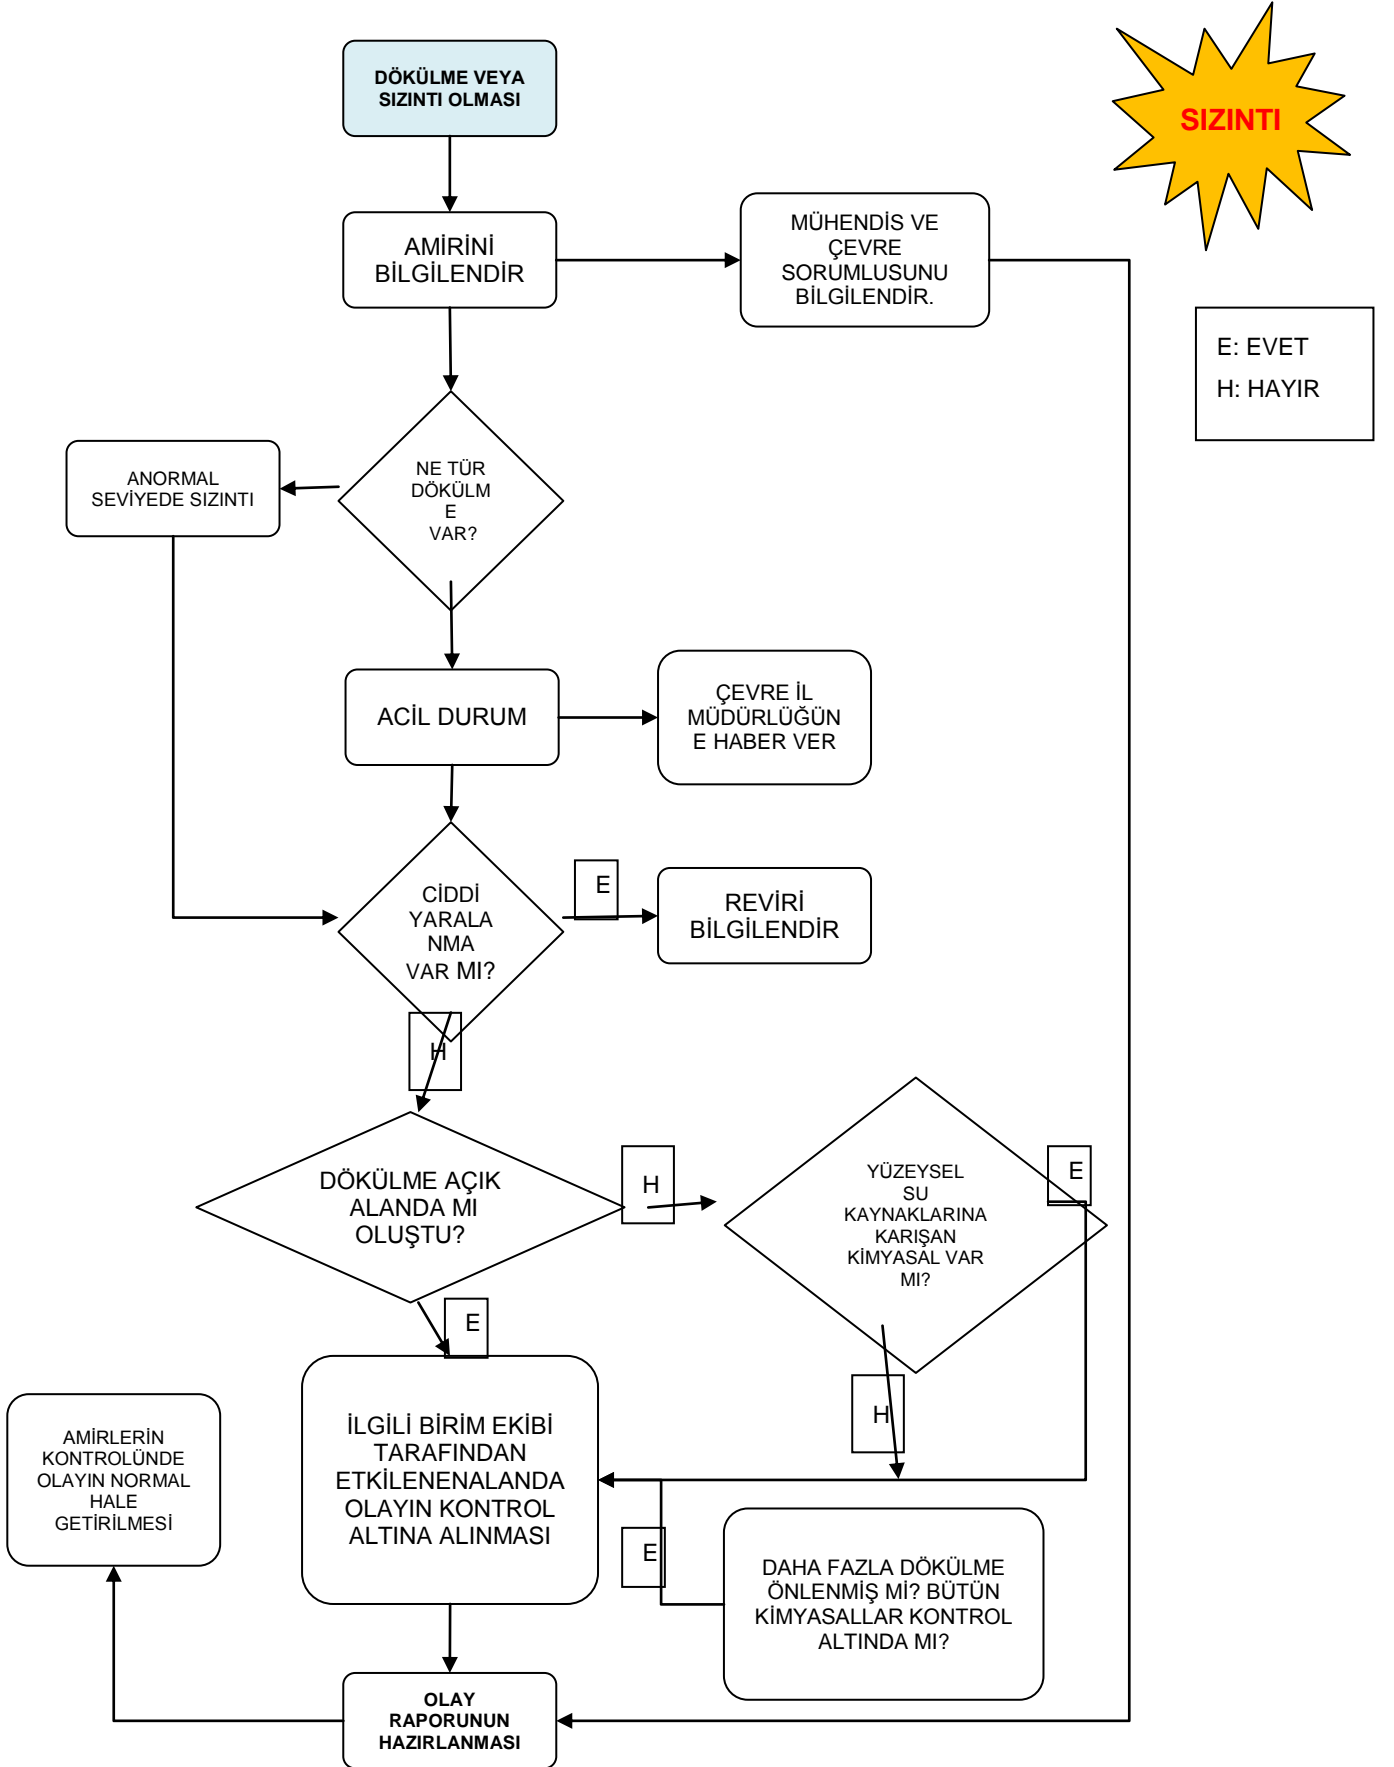 DÖKÜLME VEYA
SIZINTI OLMASI
SIZINTI
AMİRİNİ
BİLGİLENDİR
MÜHENDİS VE
ÇEVRE
SORUMLUSUNU
BİLGİLENDİR.
E: EVET
H: HAYIR
ANORMAL
SEVİYEDE SIZINTI
NE TÜR
DÖKÜLM
E
VAR?
ACİL DURUM
ÇEVRE İL
MÜDÜRLÜĞÜN
E HABER VER
CİDDİ
YARALA
NMA
VAR MI?
E
REVİRİ
BİLGİLENDİR
H
DÖKÜLME AÇIK
ALANDA MI
OLUŞTU?
H
YÜZEYSEL
SU
KAYNAKLARINA
KARIŞAN
KİMYASAL VAR
MI?
E
E
H
İLGİLİ BİRİM EKİBİ
TARAFINDAN
ETKİLENENALANDA
OLAYIN KONTROL
ALTINA ALINMASI
AMİRLERİN
KONTROLÜNDE
OLAYIN NORMAL
HALE
GETİRİLMESİ
E
DAHA FAZLA DÖKÜLME
ÖNLENMİŞ Mİ? BÜTÜN
KİMYASALLAR KONTROL
ALTINDA MI?
OLAY
RAPORUNUN
HAZIRLANMASI